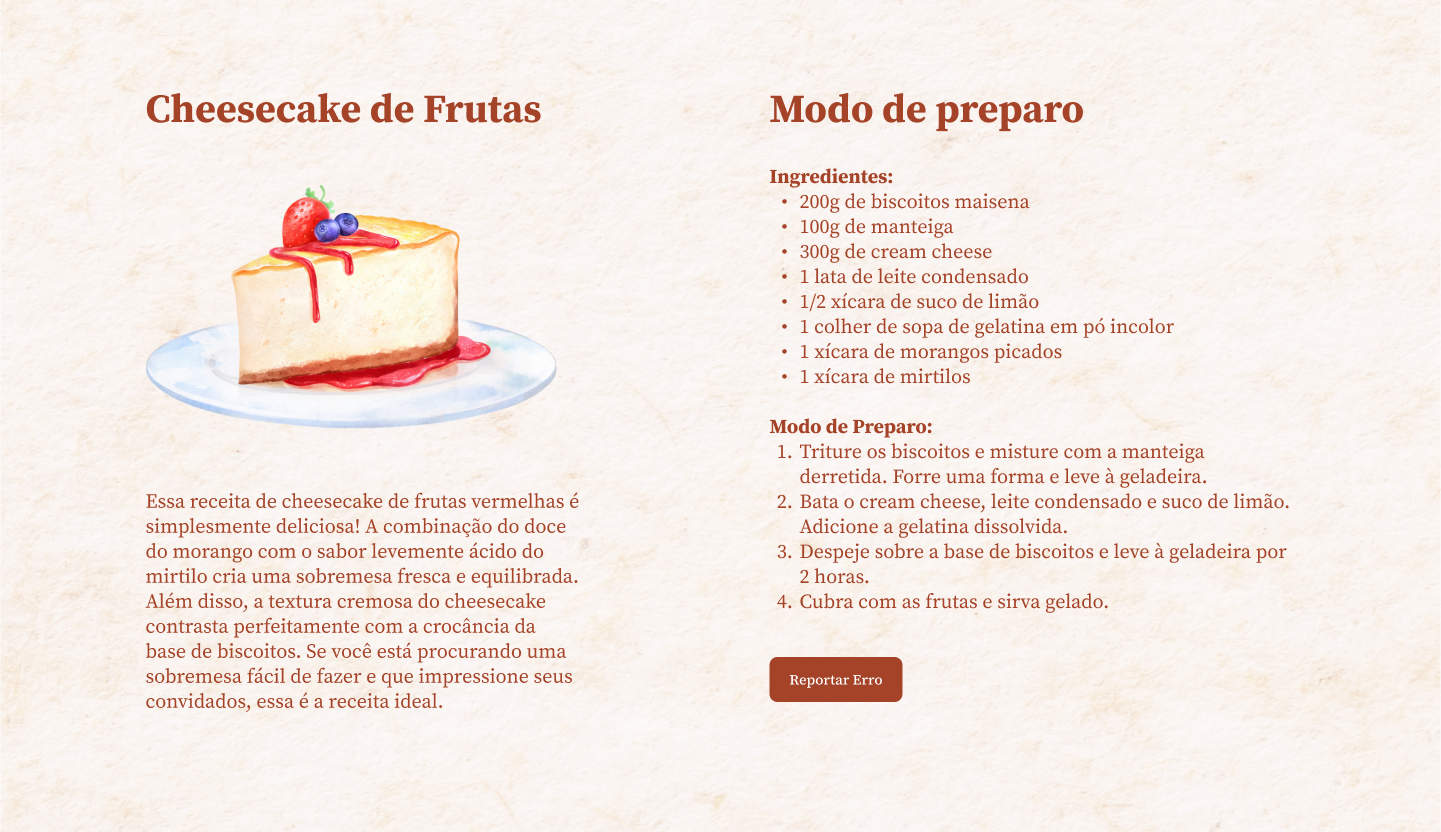 Cheesecake de Frutas
Essa receita de cheesecake de frutas vermelhas é
simplesmente deliciosa! A combinação do doce
do morango com o sabor levemente ácido do
mirtilo cria uma sobremesa fresca e equilibrada.
Além disso, a textura cremosa do cheesecake
contrasta perfeitamente com a crocância da
base de biscoitos. Se você está procurando uma
sobremesa fácil de fazer e que impressione seus
convidados, essa é a receita ideal.
Modo de preparo
Ingredientes:
• 200g de biscoitos maisena
• 100g de manteiga
• 300g de cream cheese
• 1 lata de leite condensado
• 1/2 xícara de suco de limão
• 1 colher de sopa de gelatina em pó incolor
• 1 xícara de morangos picados
• 1 xícara de mirtilos
Modo de Preparo:
1. Triture os biscoitos e misture com a manteiga
derretida. Forre uma forma e leve à geladeira.
2. Bata o cream cheese, leite condensado e suco de limão.
Adicione a gelatina dissolvida.
3. Despeje sobre a base de biscoitos e leve à geladeira por
2 horas.
4. Cubra com as frutas e sirva gelado.
Reportar Erro